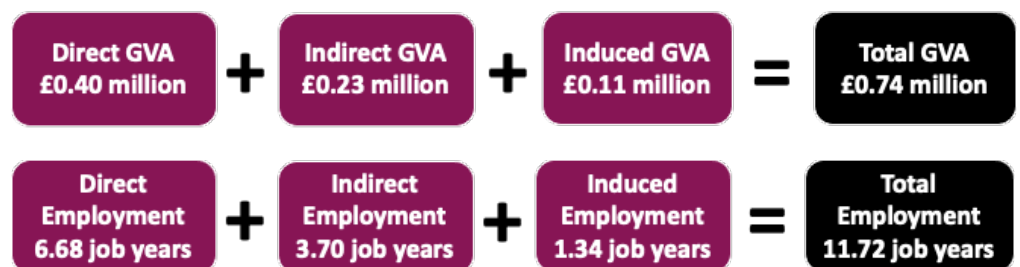 Direct GVA
£0.40 million
+
Indirect GVA
£0.23 million
+
Induced GVA
£0.11 million
=
Total GVA
£0.74 million
Direct
Employment
6.68 job years
+
Indirect
Employment
3.70 job years
+
Induced
Employment
1.34 job years
=
Total
Employment
11.72 job years